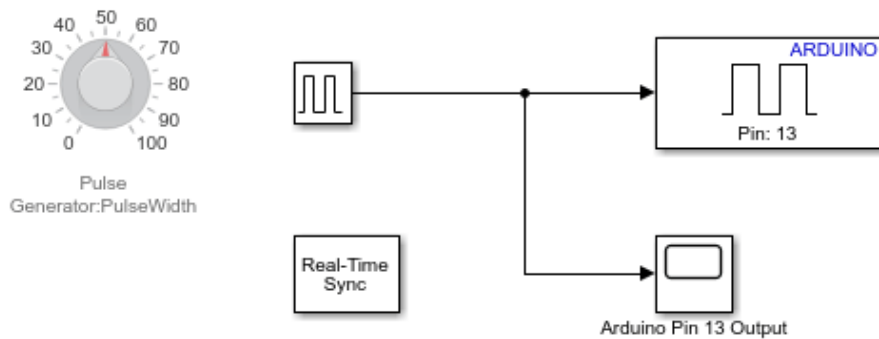 50
40
60
30
70
20
80
10
90
0
100
Pulse
Generator:PulseWidth
ARDUINO
Pin: 13
Real-Time
Sync
Arduino Pin 13 Output